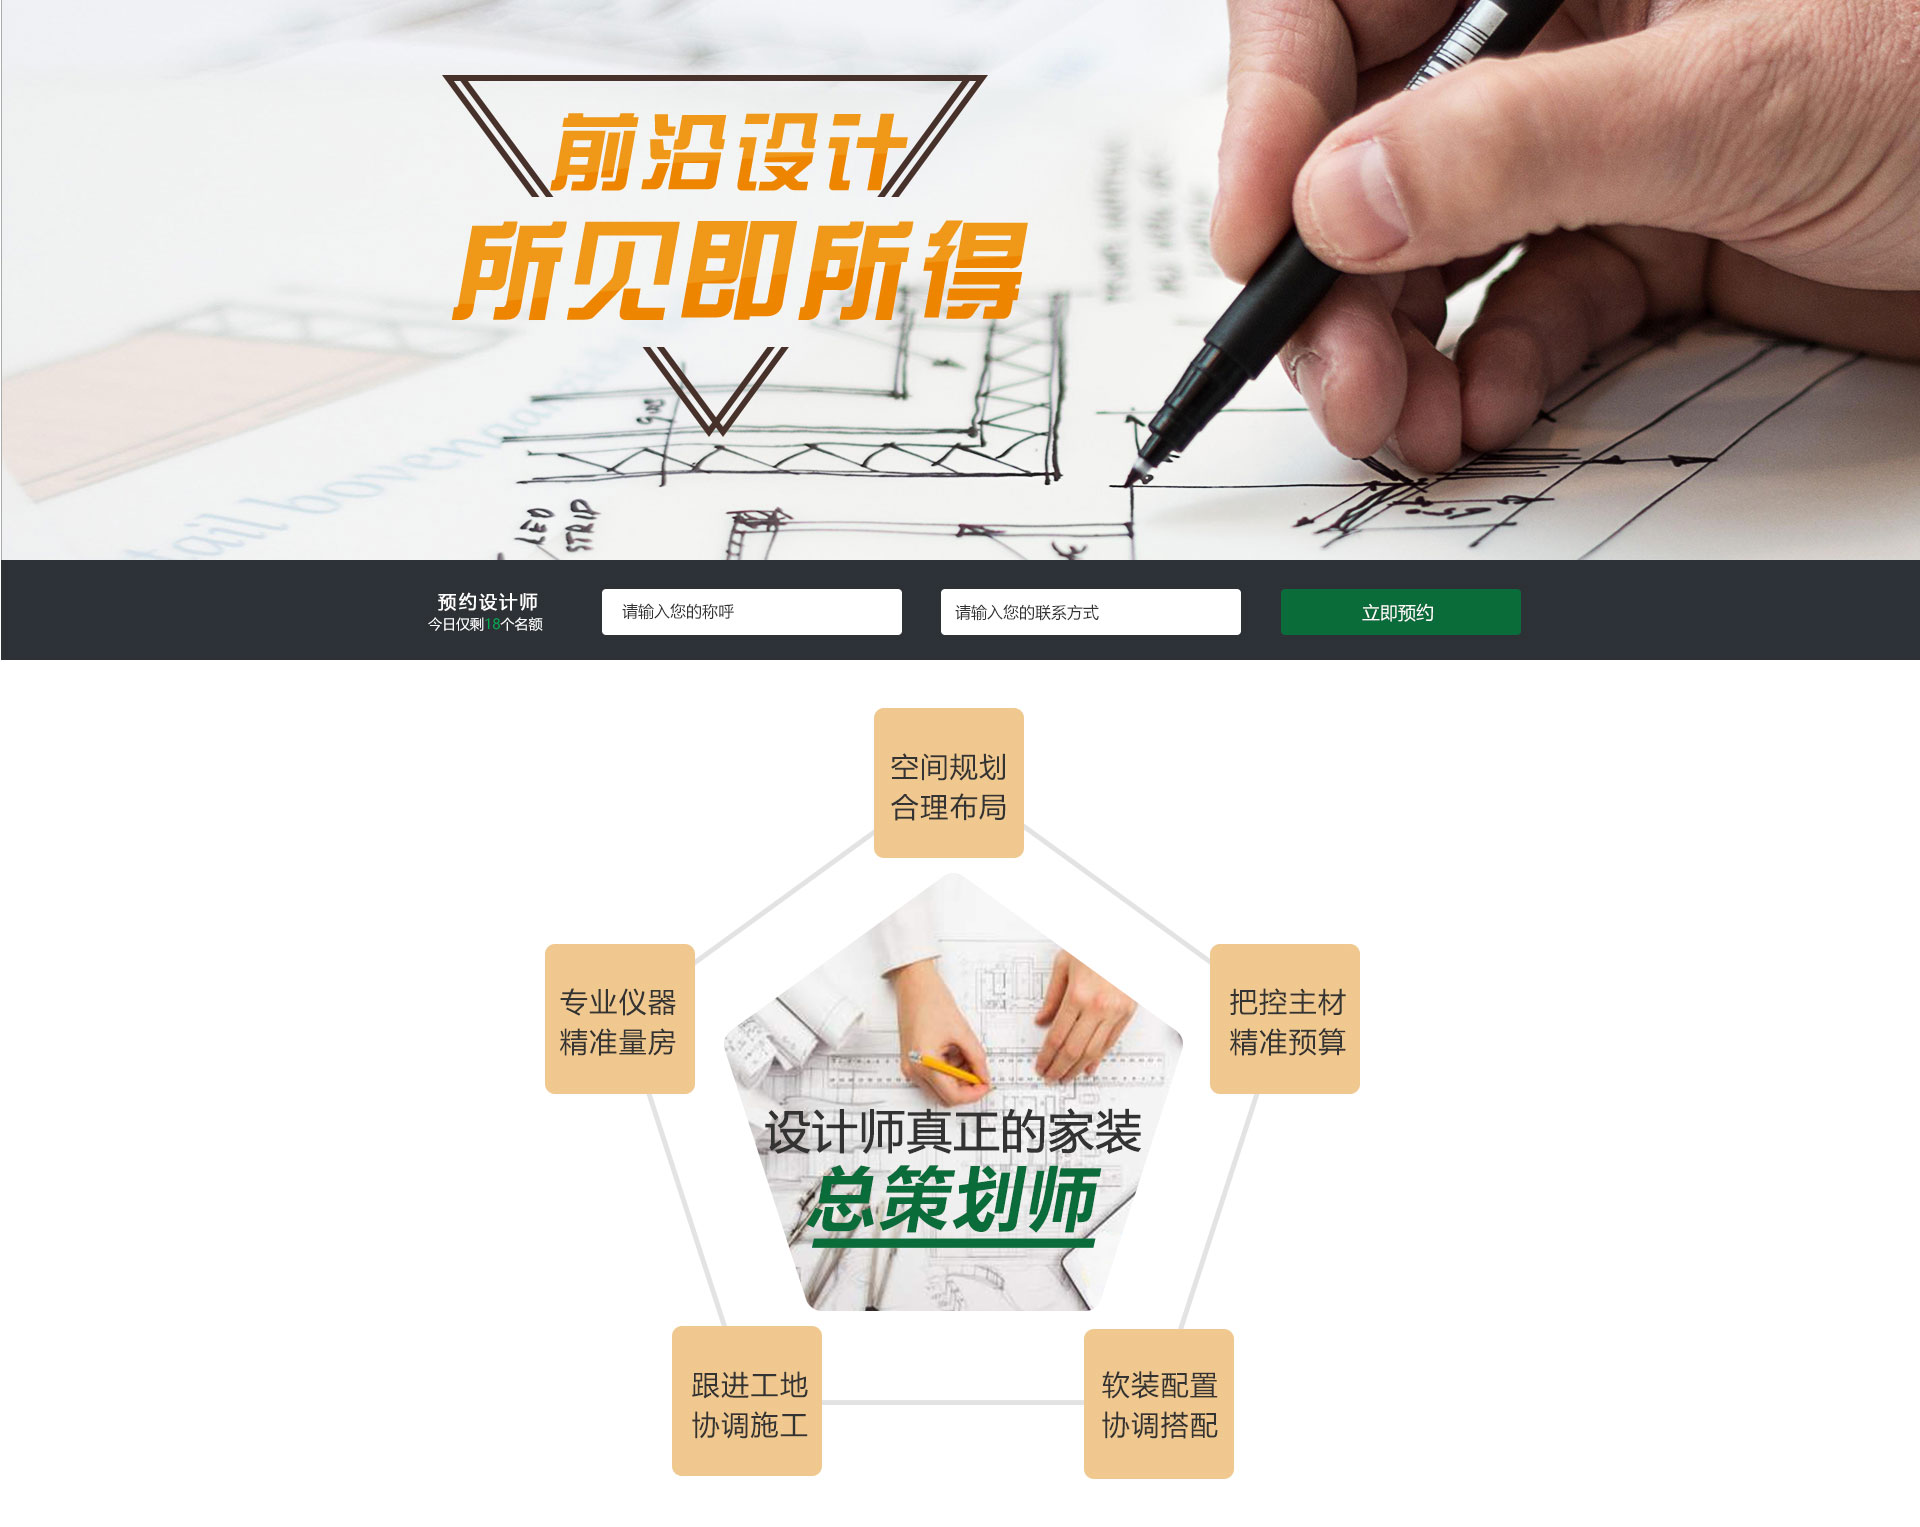 前沿设计
所见即所得
tail bovenaan
900
LED
STRIP
预约设计师
今日仅剩18个名额
请输入您的称呼
请输入您的联系方式
立即预约
空间规划
合理布局
专业仪器
精准量房
把控主材
精准预算
设计师真正的家装
总策划师
跟进工地
协调施工
软装配置
协调搭配